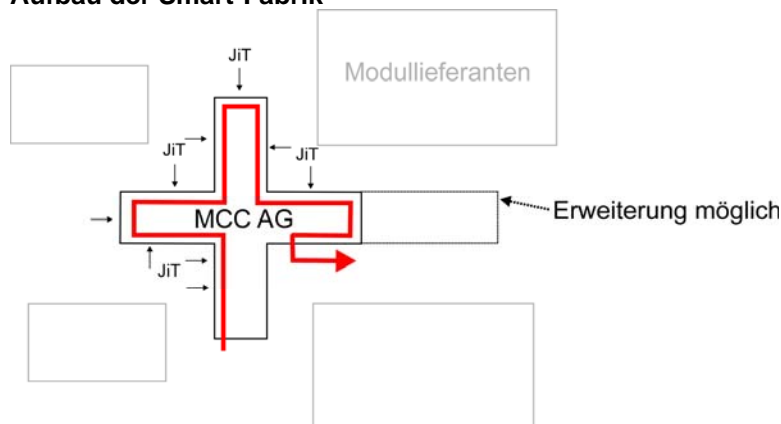 Aufbau der Smart-Fabrik
JiT
Modullieferanten
JiT
JiT
MCC AG
Erweiterung möglich
JiT